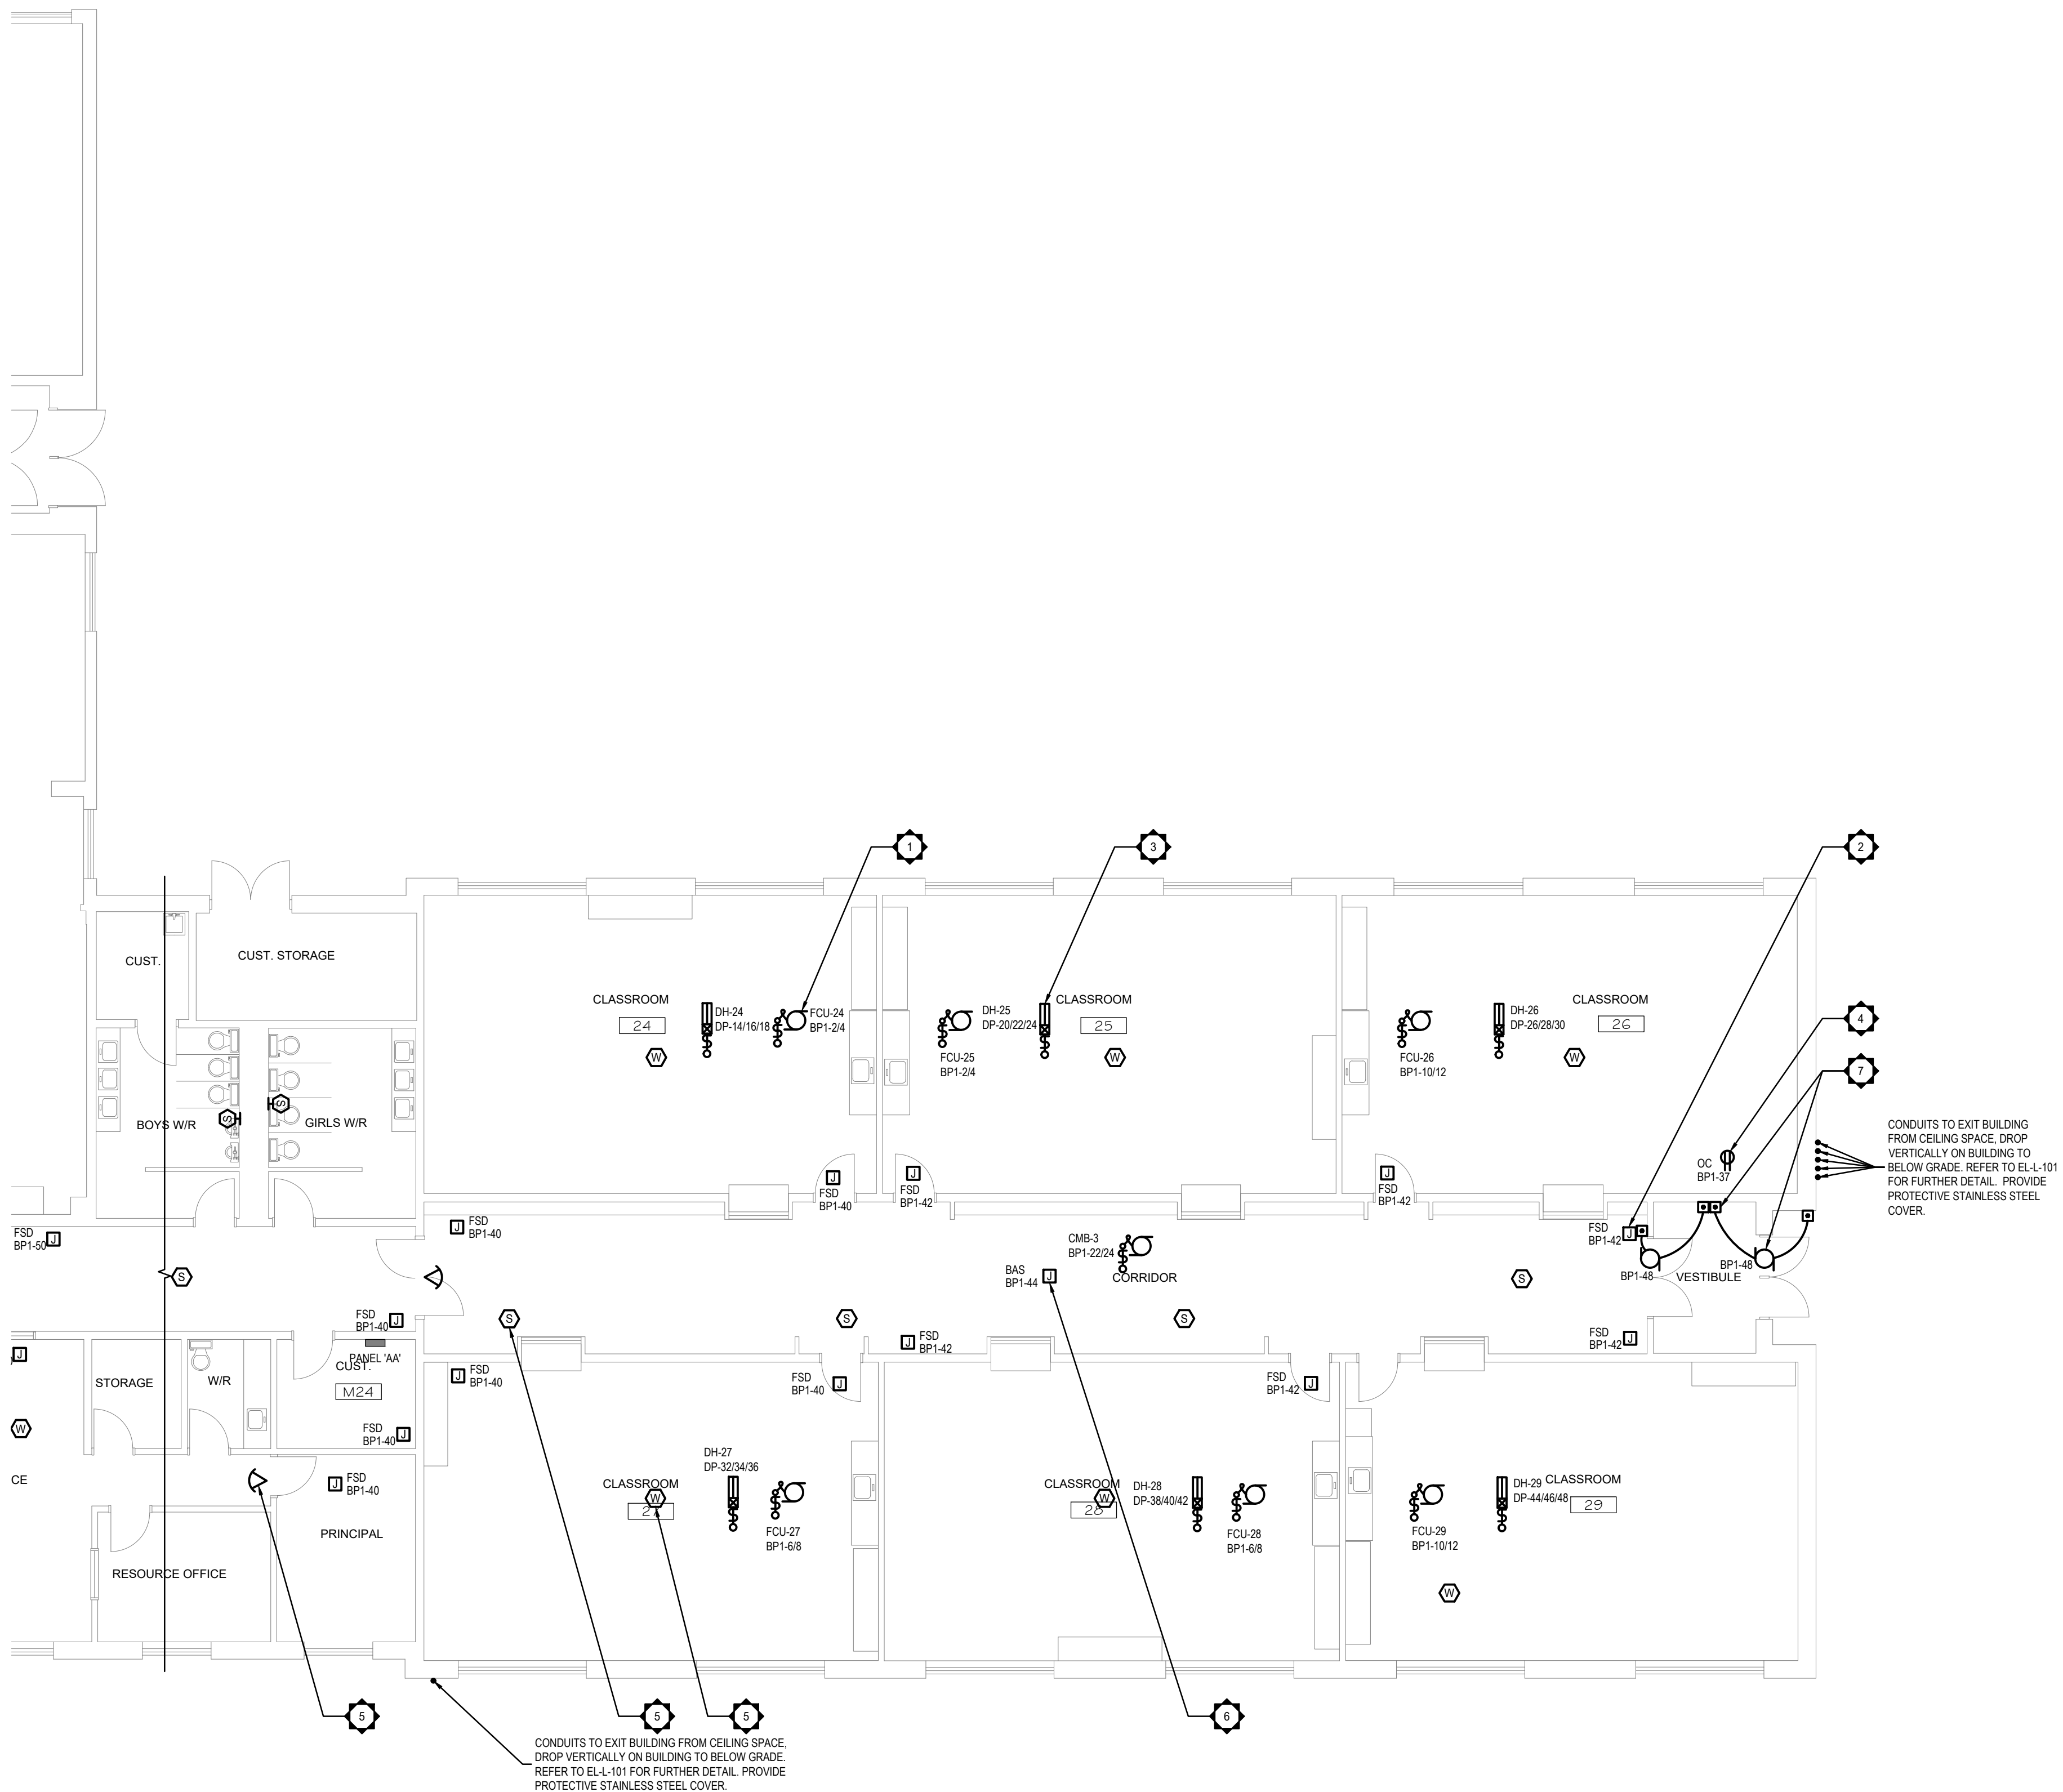 1
3
2
CUST.
CUST. STORAGE
CLASSROOM
24
DH-24
DP-14/16/18
FCU-24
BP1-2/4
W
FCU-25
BP1-2/4
DH-25
DP-20/22/24
CLASSROOM
25
W
FCU-26
BP1-10/12
DH-26
DP-26/28/30
CLASSROOM
26
W
4
7
BOYS W/R
S
S
GIRLS W/R
OC
BP1-37
CONDUITS TO EXIT BUILDING
FROM CEILING SPACE, DROP
VERTICALLY ON BUILDING TO
BELOW GRADE. REFER TO EL-L-101
FOR FURTHER DETAIL. PROVIDE
PROTECTIVE STAINLESS STEEL
COVER.
J
FSD
BP1-40
J
FSD
BP1-42
J
FSD
BP1-42
FSD
BP1-50
J
J
FSD
BP1-40
FSD
BP1-42
J
CMB-3
BP1-22/24
CORRIDOR
BAS
BP1-44
J
S
S
BP1-48
BP1-48
VESTIBULE
S
S
S
FSD
BP1-40
J
J
FSD
BP1-42
FSD
BP1-42
J
J
PANEL 'AA'
CUST.
M24
STORAGE
W/R
J
FSD
BP1-40
FSD
BP1-40
J
FSD
BP1-42
J
W
FSD
BP1-40
J
CE
J
FSD
BP1-40
PRINCIPAL
RESOURCE OFFICE
CLASSROOM
27
W
DH-27
DP-32/34/36
FCU-27
BP1-6/8
CLASSROOM
28
W
DH-28
DP-38/40/42
FCU-28
BP1-6/8
FCU-29
BP1-10/12
DH-29
DP-44/46/48
CLASSROOM
29
W
5
5
5
6
CONDUITS TO EXIT BUILDING FROM CEILING SPACE,
DROP VERTICALLY ON BUILDING TO BELOW GRADE.
REFER TO EL-L-101 FOR FURTHER DETAIL. PROVIDE
PROTECTIVE STAINLESS STEEL COVER.